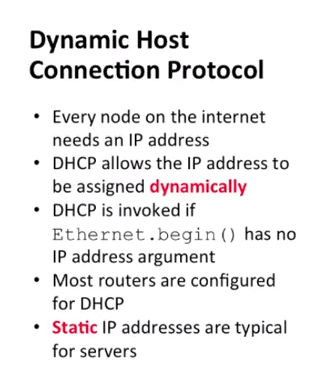 Dynamic Host
Connection Protocol
• Every node on the internet
needs an IP address
• DHCP allows the IP address to
be assigned dynamically
• DHCP is invoked if
Ethernet.begin() has no
IP address argument
• Most routers are configured
for DHCP
• Static IP addresses are typical
for servers